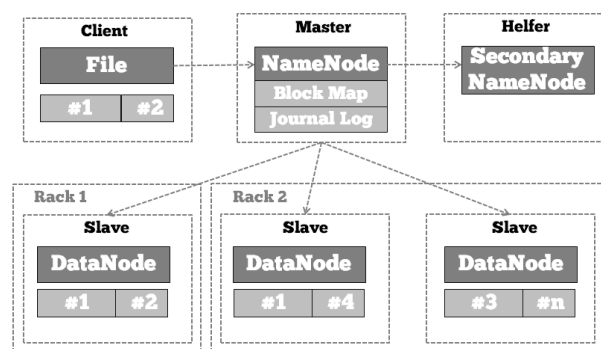 Client
Master
Helfer
File
NameNode
Secondary
NameNode
#1 #2
Block Map
Journal Log
Rack 1
Rack 2
Slave
Slave
Slave
DataNode
DataNode
DataNode
#1 #2
#1 #4
#3 #n